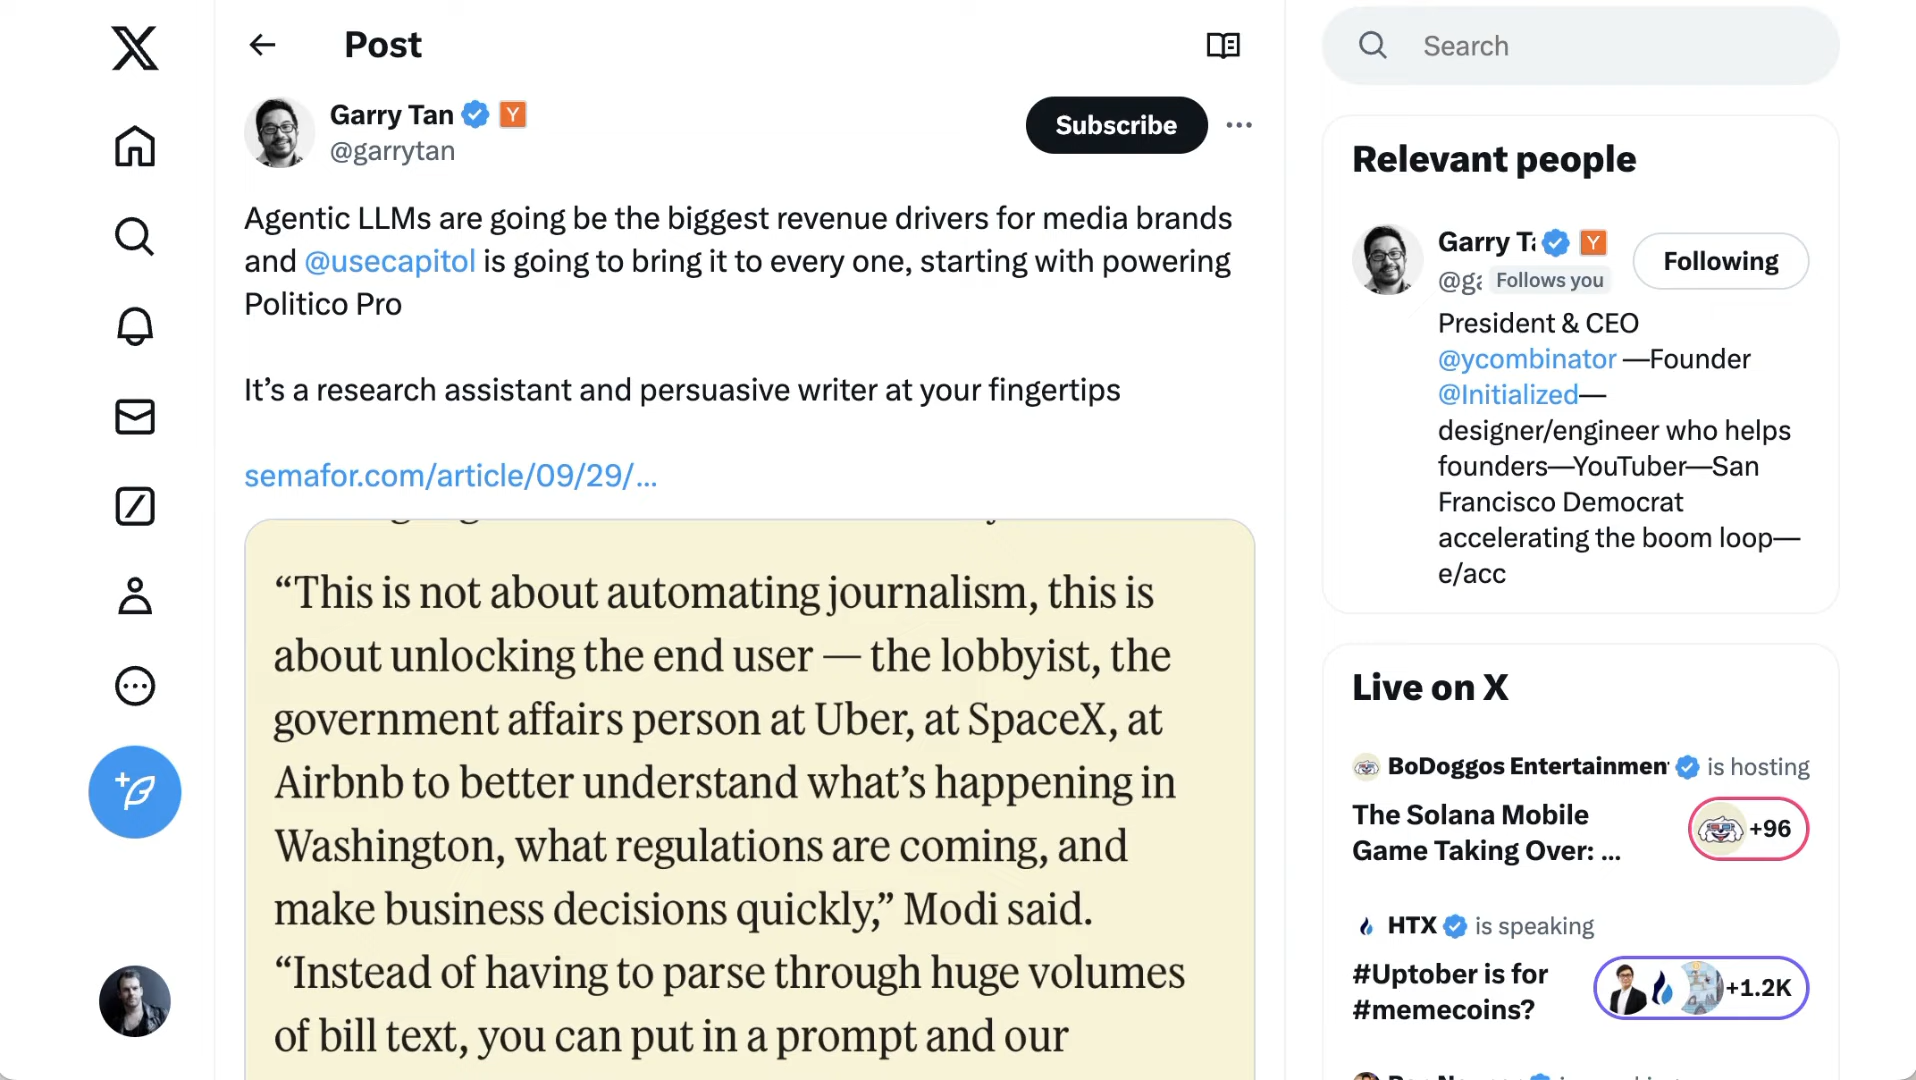 Post
Garry Tan
Y
@garrytan
Subscribe
Agentic LLMs are going be the biggest revenue drivers for media brands
and @usecapitol is going to bring it to every one, starting with powering
Politico Pro
It’s a research assistant and persuasive writer at your fingertips
semafor.com/article/09/29/…
“This is not about automating journalism, this is
about unlocking the end user — the lobbyist, the
government affairs person at Uber, at SpaceX, at
Airbnb to better understand what’s happening in
Washington, what regulations are coming, and
make business decisions quickly,” Modi said.
“Instead of having to parse through huge volumes
of bill text, you can put in a prompt and our
Search
Relevant people
Garry T
Y
@ga
Follows you
Following
President & CEO
@ycombinator —Founder
@Initialized—
designer/engineer who helps
founders—YouTuber—San
Francisco Democrat
accelerating the boom loop—
e/acc
Live on X
BoDoggos Entertainmen
is hosting
The Solana Mobile
Game Taking Over: ...
+96
HTX is speaking
#Uptober is for
#memecoins?
+1.2K